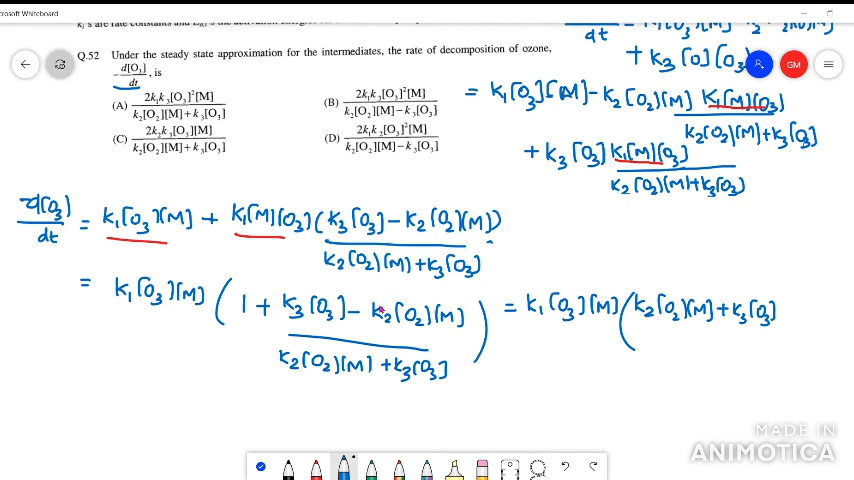 crosoft Whiteboard
dt
+ k3 [O] [O3]
GM
Q.52 Under the steady state approximation for the intermediates, the rate of decomposition of ozone,
-d[O3]/dt, is
(A) 2k1k3[O3]²[M] / k2[O2][M]+k3[O3]
(B) 2k1k3[O3]²[M] / k2[O2][M]−k3[O3]
(C) 2k2k3[O3][M] / k2[O2][M]+k3[O3]
(D) 2k1k3[O3]²[M] / k2[O2][M]−k3[O3]
= k1[O3][M] − k2[O2][M] k1[M][O3] / k2[O2][M]+k3[O3]
+ k3[O3] k1[M][O3] / k2[O2][M]+k3[O3]
-d[O3]/dt = k1[O3][M] + k1[M][O3](k3[O3] − k2[O2][M]) / k2[O2][M]+k3[O3]
= k1[O3][M] (1 + k3[O3] − k2[O2][M] / k2[O2][M]+k3[O3]) = k1[O3][M] (k2[O2][M]+k3[O3]
MADE IN
ANIMOTICA